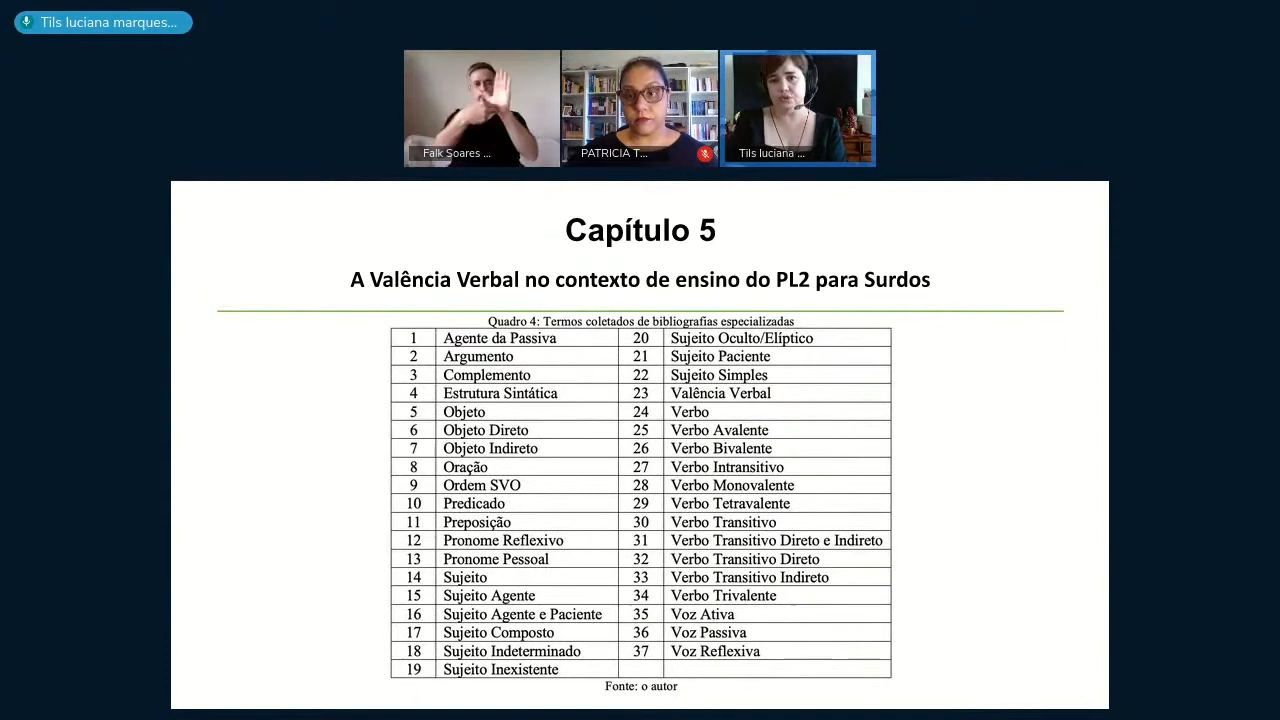 Tils luciana marques...
Falk Soares ...
PATRICIA T...
Tils luciana ...
Capítulo 5
A Valência Verbal no contexto de ensino do PL2 para Surdos
Quadro 4: Termos coletados de bibliografias especializadas
1 Agente da Passiva 20 Sujeito Oculto/Elíptico
2 Argumento 21 Sujeito Paciente
3 Complemento 22 Sujeito Simples
4 Estrutura Sintática 23 Valência Verbal
5 Objeto 24 Verbo
6 Objeto Direto 25 Verbo Avalente
7 Objeto Indireto 26 Verbo Bivalente
8 Oração 27 Verbo Intransitivo
9 Ordem SVO 28 Verbo Monovalente
10 Predicado 29 Verbo Tetravalente
11 Preposição 30 Verbo Transitivo
12 Pronome Reflexivo 31 Verbo Transitivo Direto e Indireto
13 Pronome Pessoal 32 Verbo Transitivo Direto
14 Sujeito 33 Verbo Transitivo Indireto
15 Sujeito Agente 34 Verbo Trivalente
16 Sujeito Agente e Paciente 35 Voz Ativa
17 Sujeito Composto 36 Voz Passiva
18 Sujeito Indeterminado 37 Voz Reflexiva
19 Sujeito Inexistente
Fonte: o autor